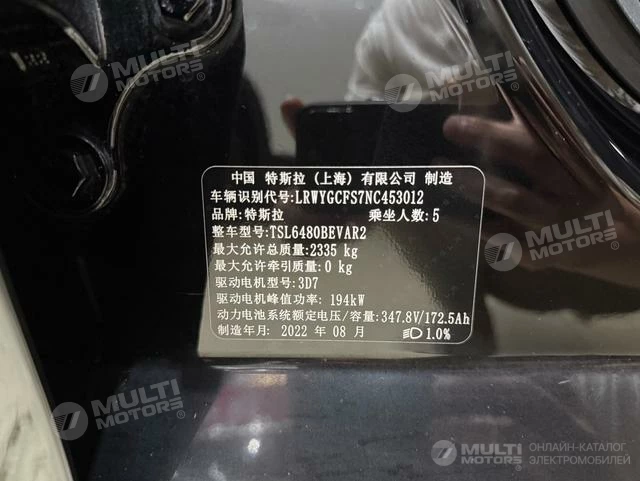 MULTI
MOTORS®
MULTI
MOTORS®
中国 特斯拉 (上海) 有限公司 制造
车辆识别代号:LRWYGCFS7NC453012
品牌:特斯拉 乘坐人数:5
整车型号:TSL6480BEVAR2
最大允许总质量:2335 kg
最大允许牵引质量:0 kg
驱动电机型号:3D7
驱动电机峰值功率: 194kW
动力电池系统额定电压/容量:347.8V/172.5Ah
制造年月: 2022 年 08 月 1.0%
MULTI
MOTORS®
MULTI
MOTORS®
MULTI
MOTORS®
ОНЛАЙН-КАТАЛОГ
ЭЛЕКТРОМОБИЛЕЙ